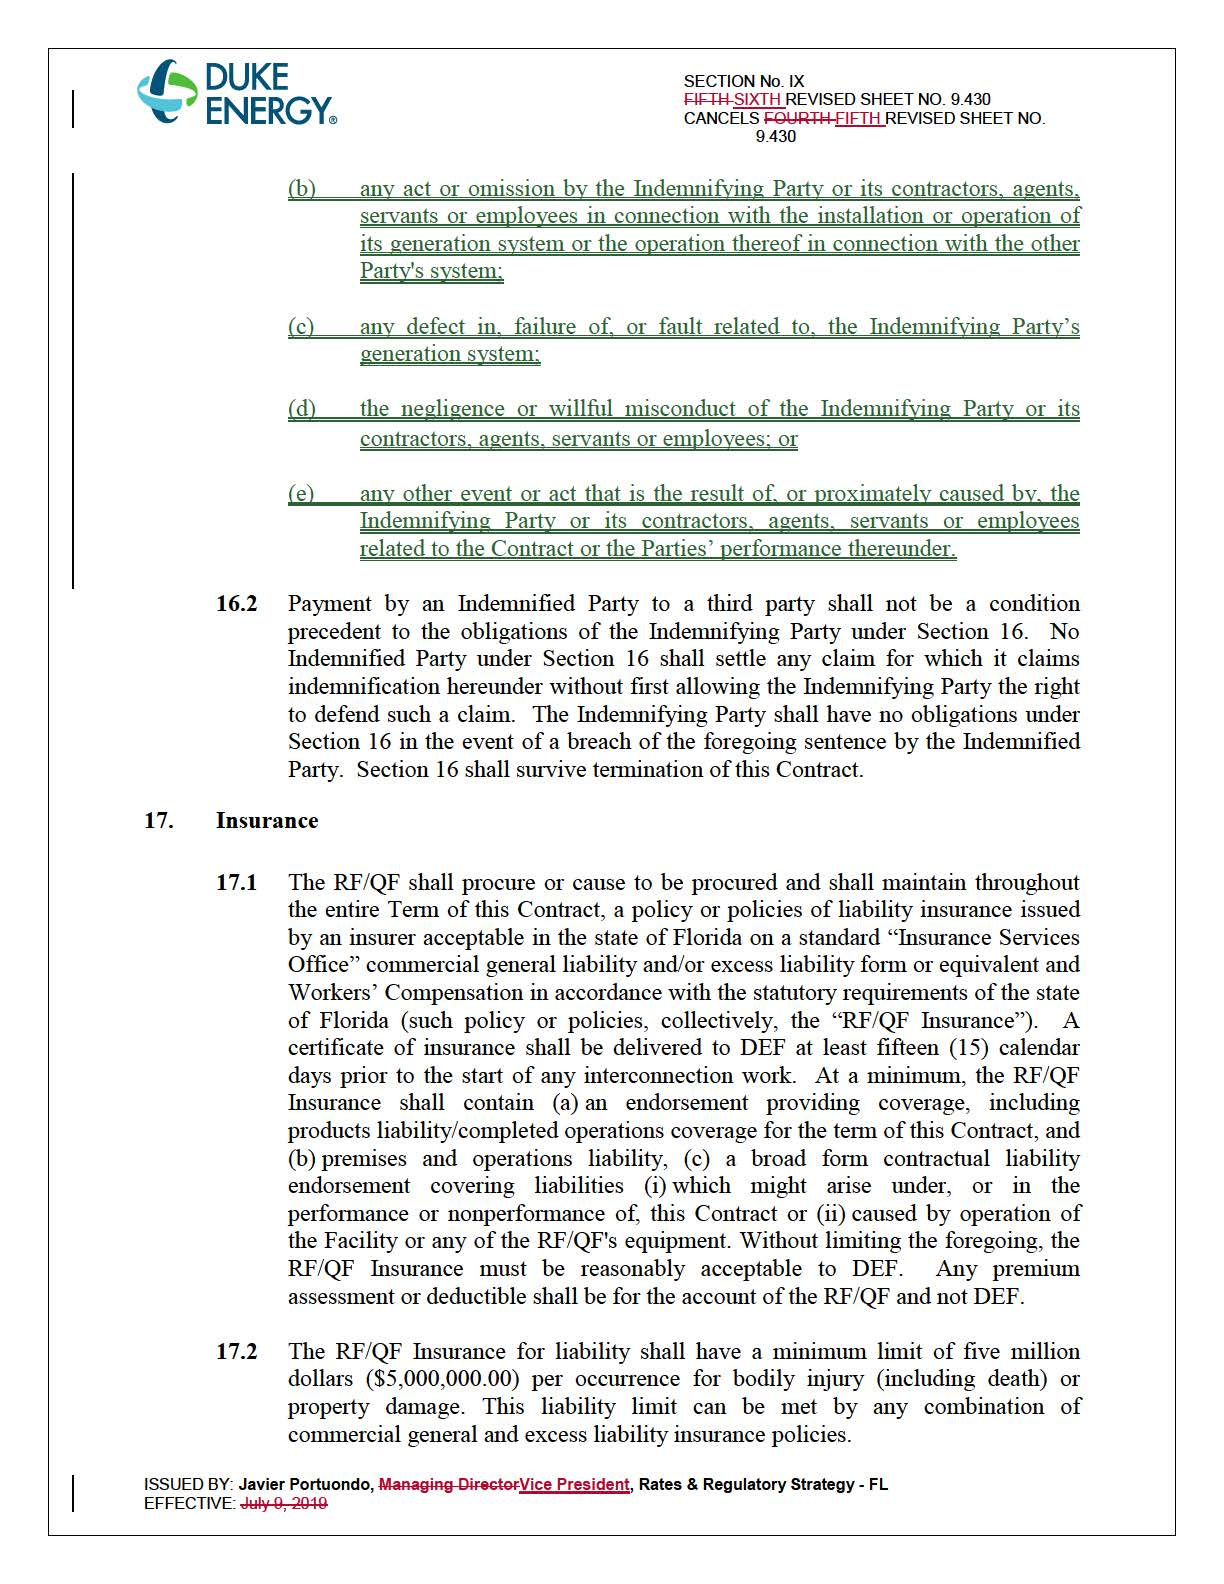 DUKE
ENERGY®
SECTION No. IX
FIFTH SIXTH REVISED SHEET NO. 9.430
CANCELS FOURTH FIFTH REVISED SHEET NO.
9.430
(b) any act or omission by the Indemnifying Party or its contractors, agents,
servants or employees in connection with the installation or operation of
its generation system or the operation thereof in connection with the other
Party's system;
(c) any defect in, failure of, or fault related to, the Indemnifying Party’s
generation system;
(d) the negligence or willful misconduct of the Indemnifying Party or its
contractors, agents, servants or employees; or
(e) any other event or act that is the result of, or proximately caused by, the
Indemnifying Party or its contractors, agents, servants or employees
related to the Contract or the Parties’ performance thereunder.
16.2 Payment by an Indemnified Party to a third party shall not be a condition
precedent to the obligations of the Indemnifying Party under Section 16. No
Indemnified Party under Section 16 shall settle any claim for which it claims
indemnification hereunder without first allowing the Indemnifying Party the right
to defend such a claim. The Indemnifying Party shall have no obligations under
Section 16 in the event of a breach of the foregoing sentence by the Indemnified
Party. Section 16 shall survive termination of this Contract.
17. Insurance
17.1 The RF/QF shall procure or cause to be procured and shall maintain throughout
the entire Term of this Contract, a policy or policies of liability insurance issued
by an insurer acceptable in the state of Florida on a standard “Insurance Services
Office” commercial general liability and/or excess liability form or equivalent and
Workers’ Compensation in accordance with the statutory requirements of the state
of Florida (such policy or policies, collectively, the “RF/QF Insurance”). A
certificate of insurance shall be delivered to DEF at least fifteen (15) calendar
days prior to the start of any interconnection work. At a minimum, the RF/QF
Insurance shall contain (a) an endorsement providing coverage, including
products liability/completed operations coverage for the term of this Contract, and
(b) premises and operations liability, (c) a broad form contractual liability
endorsement covering liabilities (i) which might arise under, or in the
performance or nonperformance of, this Contract or (ii) caused by operation of
the Facility or any of the RF/QF's equipment. Without limiting the foregoing, the
RF/QF Insurance must be reasonably acceptable to DEF. Any premium
assessment or deductible shall be for the account of the RF/QF and not DEF.
17.2 The RF/QF Insurance for liability shall have a minimum limit of five million
dollars ($5,000,000.00) per occurrence for bodily injury (including death) or
property damage. This liability limit can be met by any combination of
commercial general and excess liability insurance policies.
ISSUED BY: Javier Portuondo, Managing DirectorVice President, Rates & Regulatory Strategy - FL
EFFECTIVE: July 9, 2019